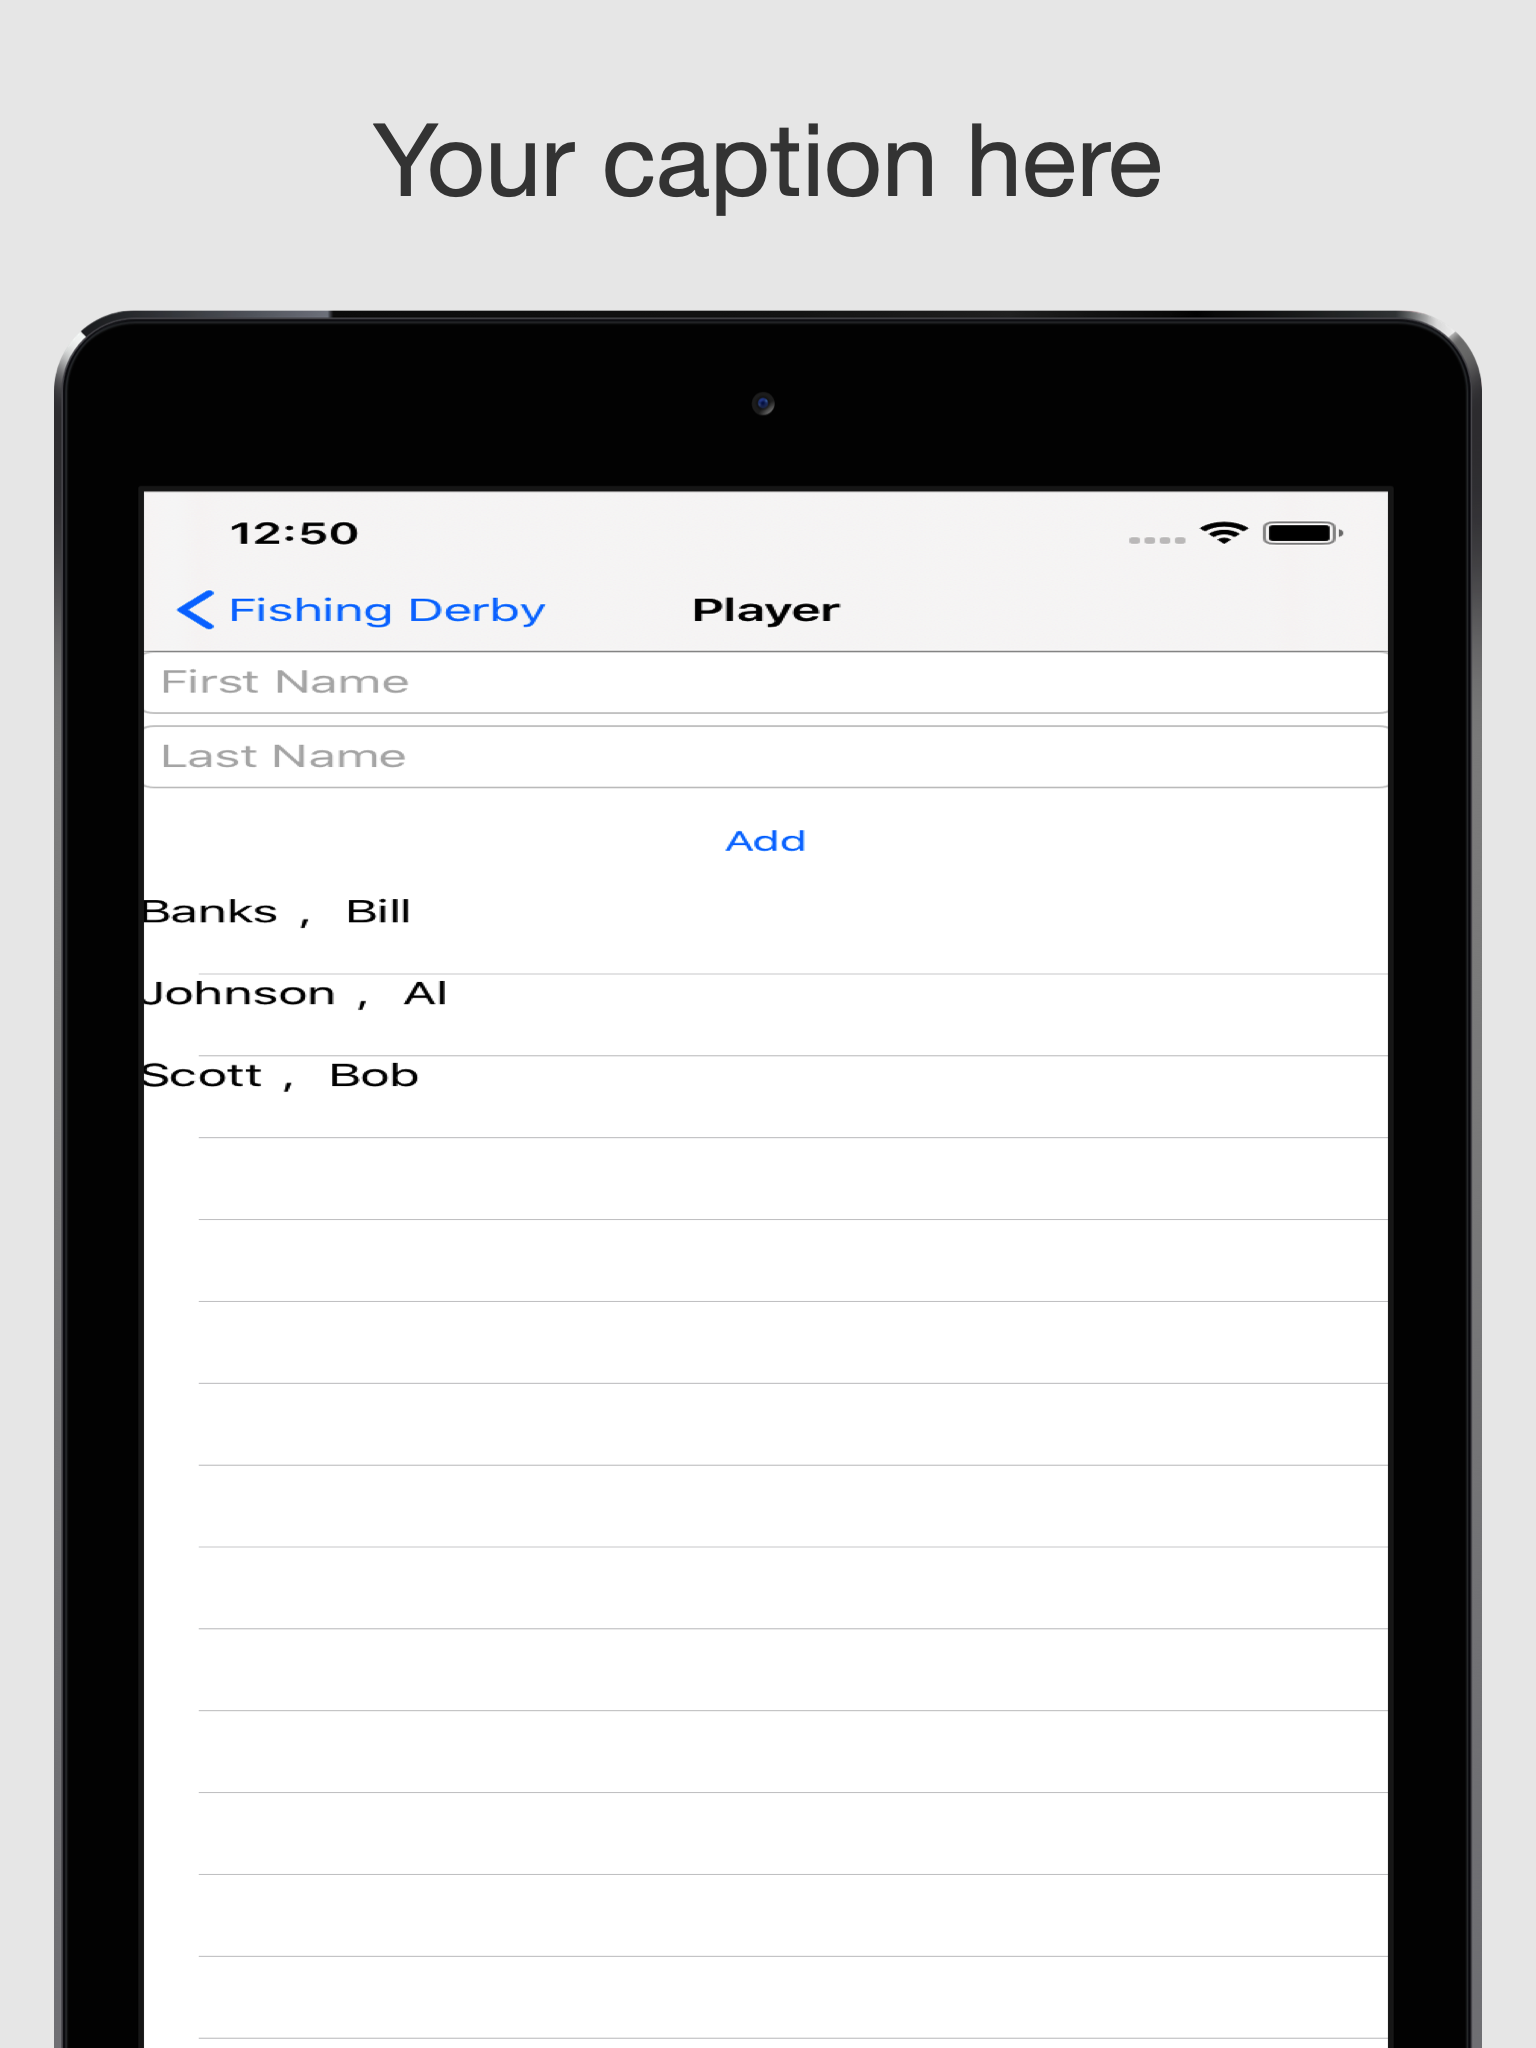 Your caption here
12:50
Fishing Derby Player
First Name
Last Name
Add
Banks , Bill
Johnson , Al
Scott , Bob